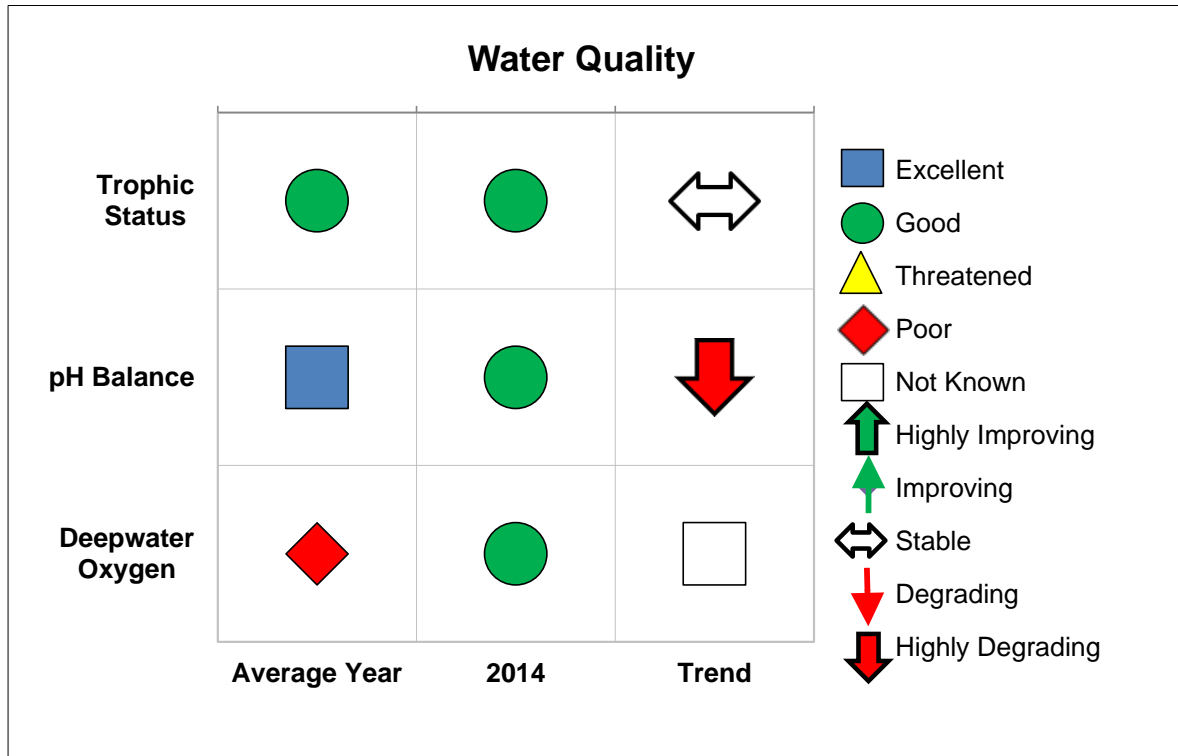 Water Quality
Trophic
Status
pH Balance
Deepwater
Oxygen
Average Year
2014
Trend
Excellent
Good
Threatened
Poor
Not Known
Highly Improving
Improving
Stable
Degrading
Highly Degrading